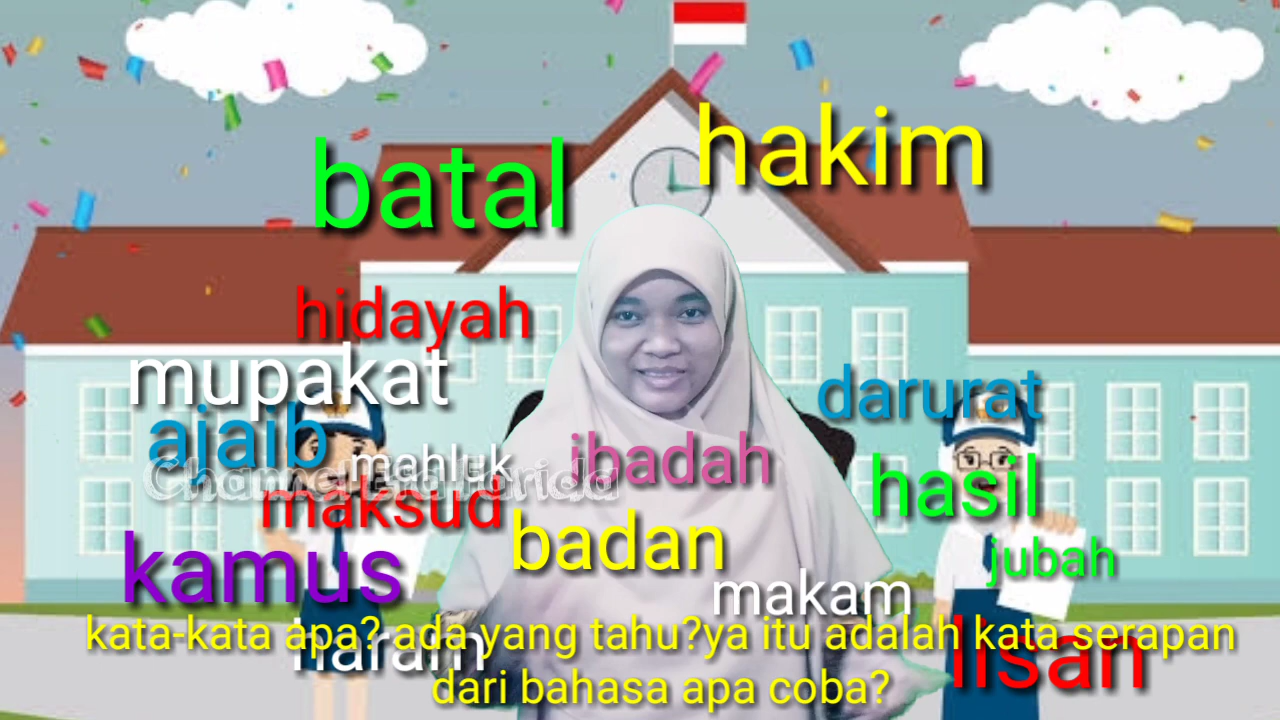 hakim
batal
hidayah
mupakat
darurat
ajaib
ibadah
mahluk
hasil
maksud
badan
kamus
jubah
makam
haram
lisan
kata-kata apa? ada yang tahu?ya itu adalah kata serapan
dari bahasa apa coba?